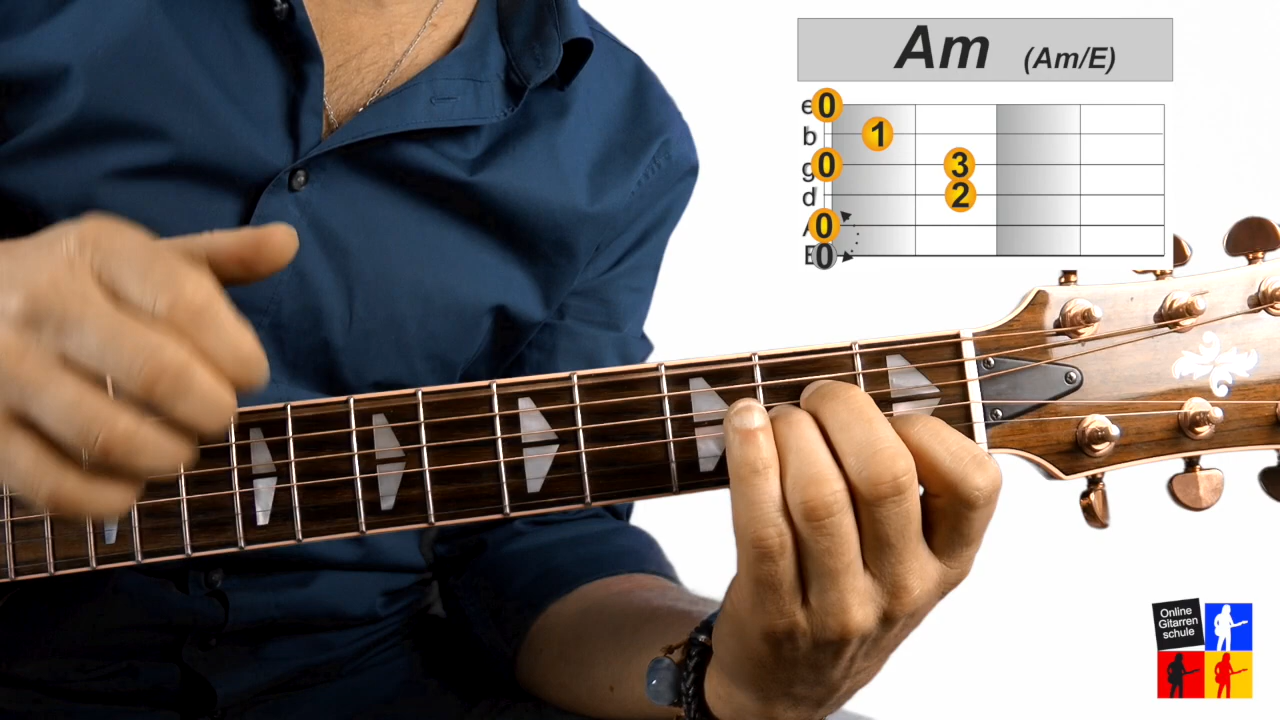 Am (Am/E)
e 0
b 1
g 0 3
d 2
A 0
E 0
Online
Gitarren
schule